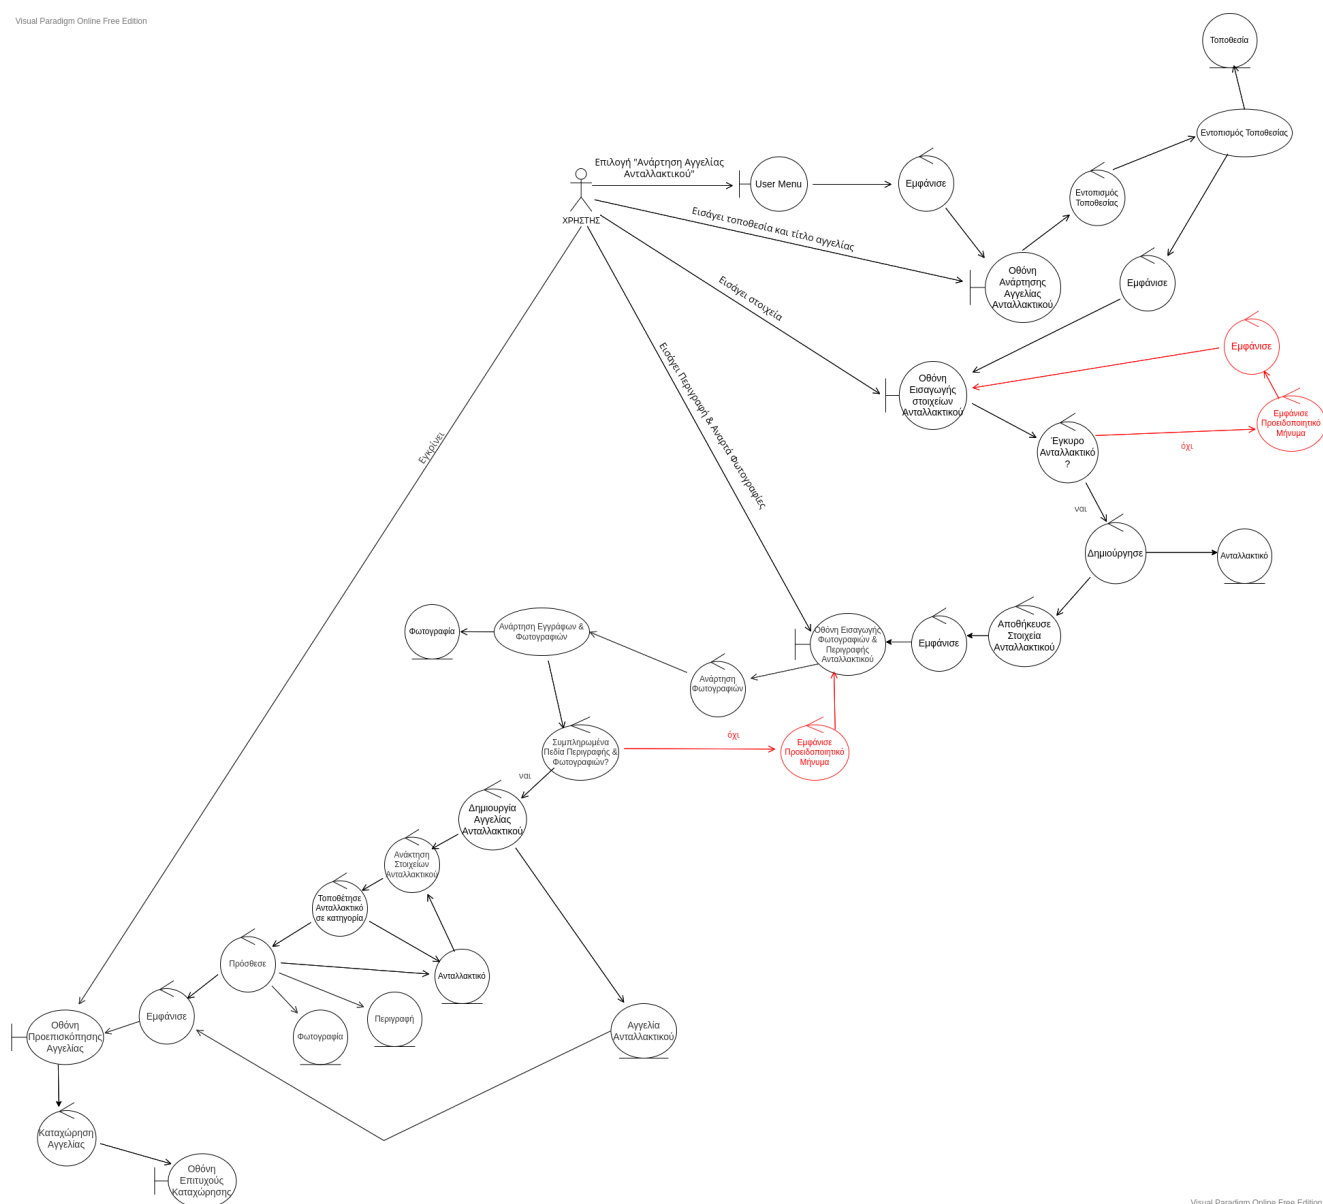 Visual Paradigm Online Free Edition
Τοποθεσία
Εντοπισμός Τοποθεσίας
Επιλογή "Ανάρτηση Αγγελίας
Ανταλλακτικού"
User Menu
Εμφάνισε
Εντοπισμός
Τοποθεσίας
ΧΡΗΣΤΗΣ
Εισάγει τοποθεσία και τίτλο αγγελίας
Οθόνη
Ανάρτησης
Αγγελίας
Ανταλλακτικού
Εμφάνισε
Εισάγει στοιχεία
Εμφάνισε
Εισάγει Περιγραφή & Αναρτά Φωτογραφίες
Οθόνη
Εισαγωγής
στοιχείων
Ανταλλακτικού
Εμφάνισε
Προειδοποιητικό
Μήνυμα
Εγκρίνει
Έγκυρο
Ανταλλακτικό
?
όχι
ναι
Δημιούργησε
Ανταλλακτικό
Φωτογραφία
Ανάρτηση Εγγράφων &
Φωτογραφιών
Οθόνη Εισαγωγής
Φωτογραφιών &
Περιγραφής
Ανταλλακτικού
Εμφάνισε
Αποθήκευσε
Στοιχεία
Ανταλλακτικού
Ανάρτηση
Φωτογραφιών
Συμπληρωμένα
Πεδία Περιγραφής &
Φωτογραφιών?
όχι
Εμφάνισε
Προειδοποιητικό
Μήνυμα
ναι
Δημιουργία
Αγγελίας
Ανταλλακτικού
Ανάκτηση
Στοιχείων
Ανταλλακτικού
Τοποθέτησε
Ανταλλακτικό
σε κατηγορία
Πρόσθεσε
Ανταλλακτικό
Εμφάνισε
Περιγραφή
Φωτογραφία
Αγγελία
Ανταλλακτικού
Οθόνη
Προεπισκόπησης
Αγγελίας
Καταχώρηση
Αγγελίας
Οθόνη
Επιτυχούς
Καταχώρησης
Visual Paradigm Online Free Edition